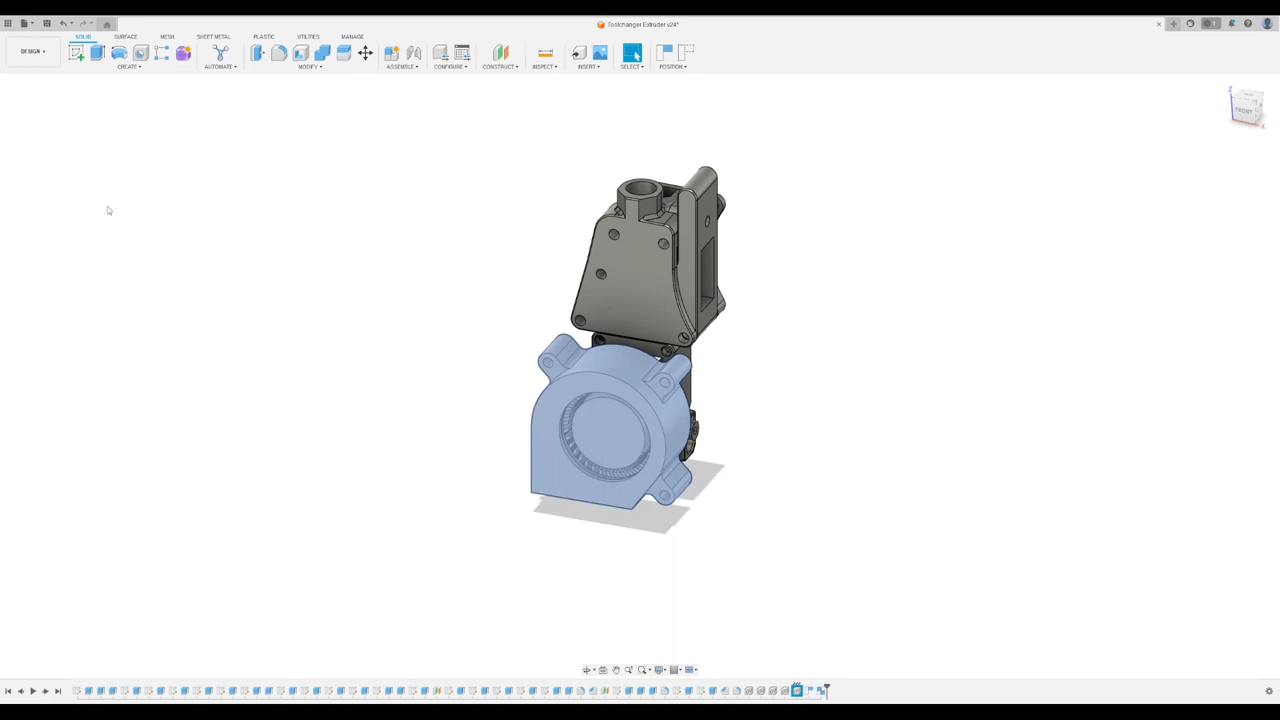 Toolchanger Extruder v24*
SOLID SURFACE MESH SHEET METAL PLASTIC UTILITIES MANAGE
DESIGN
CREATE AUTOMATE MODIFY ASSEMBLE CONFIGURE CONSTRUCT INSPECT INSERT SELECT POSITION
Z
FRONT
X